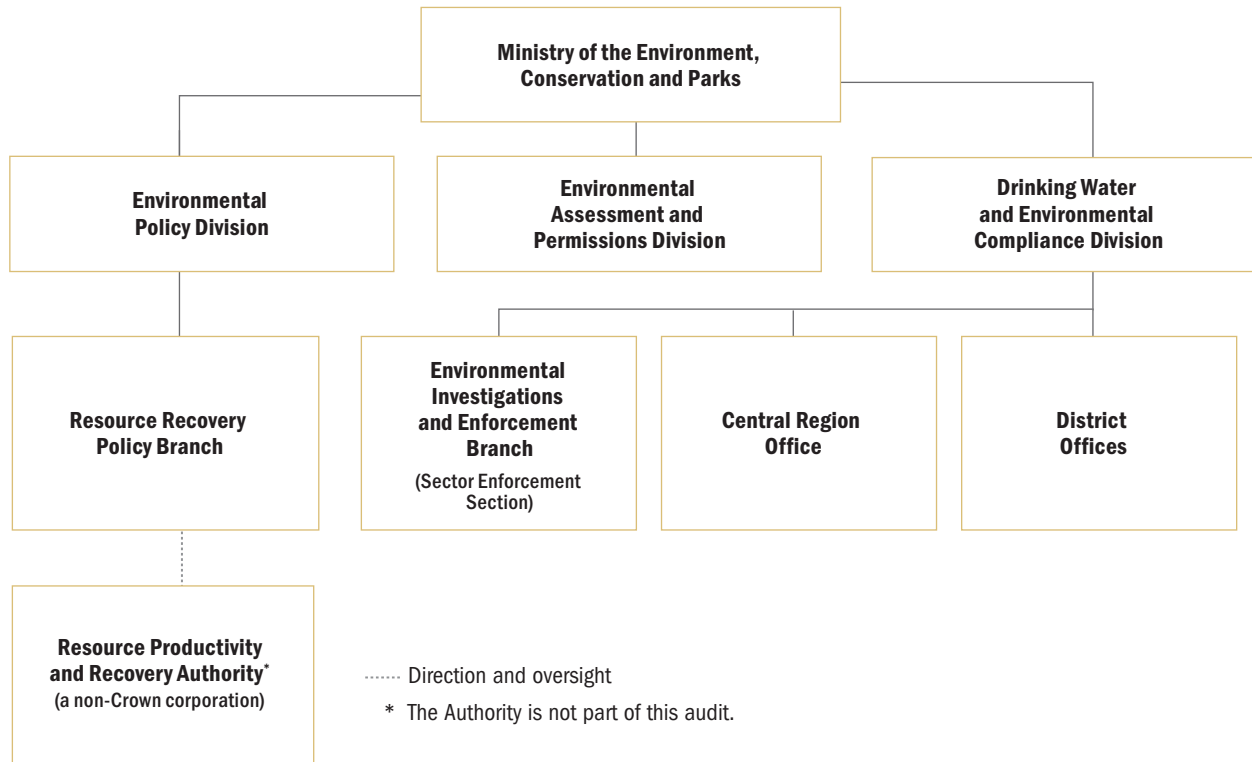 Ministry of the Environment,
Conservation and Parks
Environmental
Policy Division
Environmental
Assessment and
Permissions Division
Drinking Water
and Environmental
Compliance Division
Resource Recovery
Policy Branch
Environmental
Investigations
and Enforcement
Branch
(Sector Enforcement
Section)
Central Region
Office
District
Offices
Resource Productivity
and Recovery Authority*
(a non-Crown corporation)
Direction and oversight
* The Authority is not part of this audit.